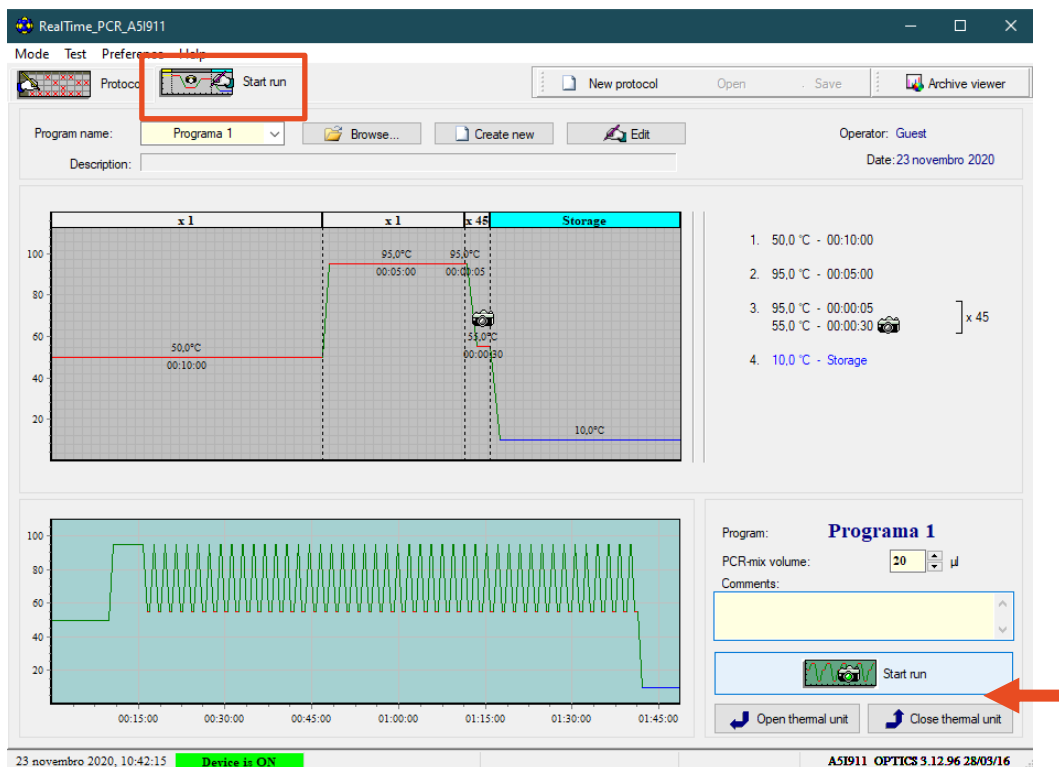 RealTime_PCR_A5I911
Mode Test Preference Help
Protoco Start run New protocol Open Save Archive viewer
Program name: Programa 1 Browse... Create new Edit Operator: Guest
Description: Date: 23 novembro 2020
x 1 x 1 x 45 Storage
100
80
60
40
20
95,0°C 95,0°C
00:05:00 00:00:05
50,0°C
00:10:00
55,0°C
00:00:30
10,0°C
1. 50,0 °C - 00:10:00
2. 95,0 °C - 00:05:00
3. 95,0 °C - 00:00:05
55,0 °C - 00:00:30
x 45
4. 10,0 °C - Storage
100
80
60
40
20
00:15:00 00:30:00 00:45:00 01:00:00 01:15:00 01:30:00 01:45:00
Program: Programa 1
PCR-mix volume: 20 µl
Comments:
Start run
Open thermal unit Close thermal unit
23 novembro 2020, 10:42:15 Device is ON A5I911 OPTICS 3.12.96 28/03/16